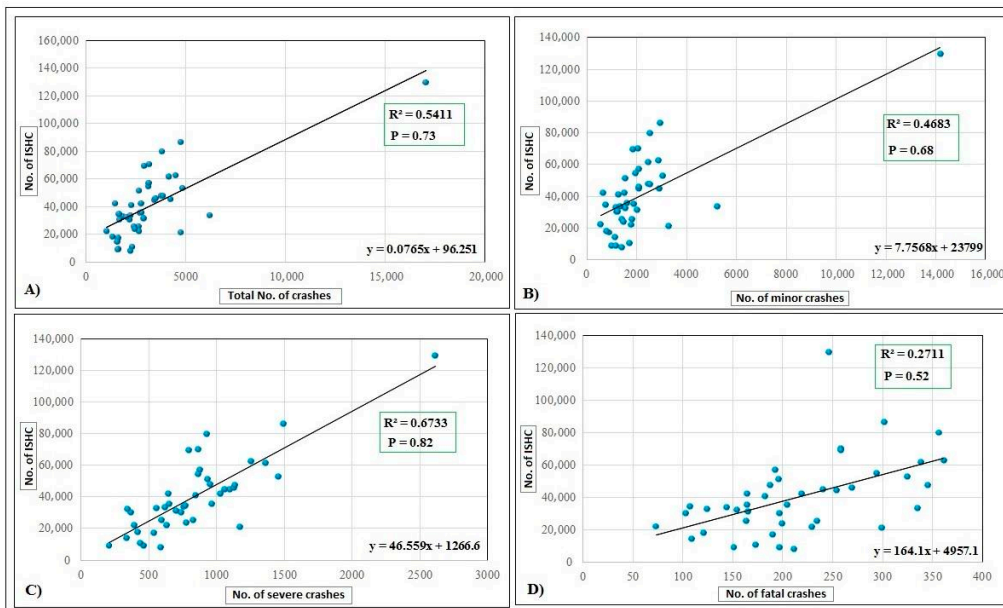 160,000
140,000
120,000
100,000
80,000
60,000
40,000
20,000
0
No. of ISHC
R² = 0.5411
P = 0.73
y = 0.0765x + 96.251
0 5000 10,000 15,000 20,000
A)
Total No. of crashes
140,000
120,000
100,000
80,000
60,000
40,000
20,000
0
No. of ISHC
R² = 0.4683
P = 0.68
y = 7.7568x + 23799
0 2000 4000 6000 8000 10,000 12,000 14,000 16,000
B)
No. of minor crashes
140,000
120,000
100,000
80,000
60,000
40,000
20,000
0
No. of ISHC
R² = 0.6733
P = 0.82
y = 46.559x + 1266.6
0 500 1000 1500 2000 2500 3000
C)
No. of severe crashes
140,000
120,000
100,000
80,000
60,000
40,000
20,000
0
No. of ISHC
R² = 0.2711
P = 0.52
y = 164.1x + 4957.1
0 50 100 150 200 250 300 350 400
D)
No. of fatal crashes